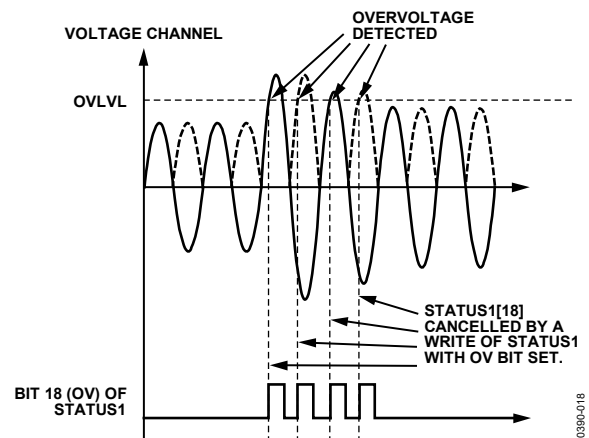 OVERVOLTAGE
DETECTED
VOLTAGE CHANNEL
OVLVL
STATUS1[18]
CANCELLED BY A
WRITE OF STATUS1
WITH OV BIT SET.
BIT 18 (OV) OF
STATUS1
0390-018